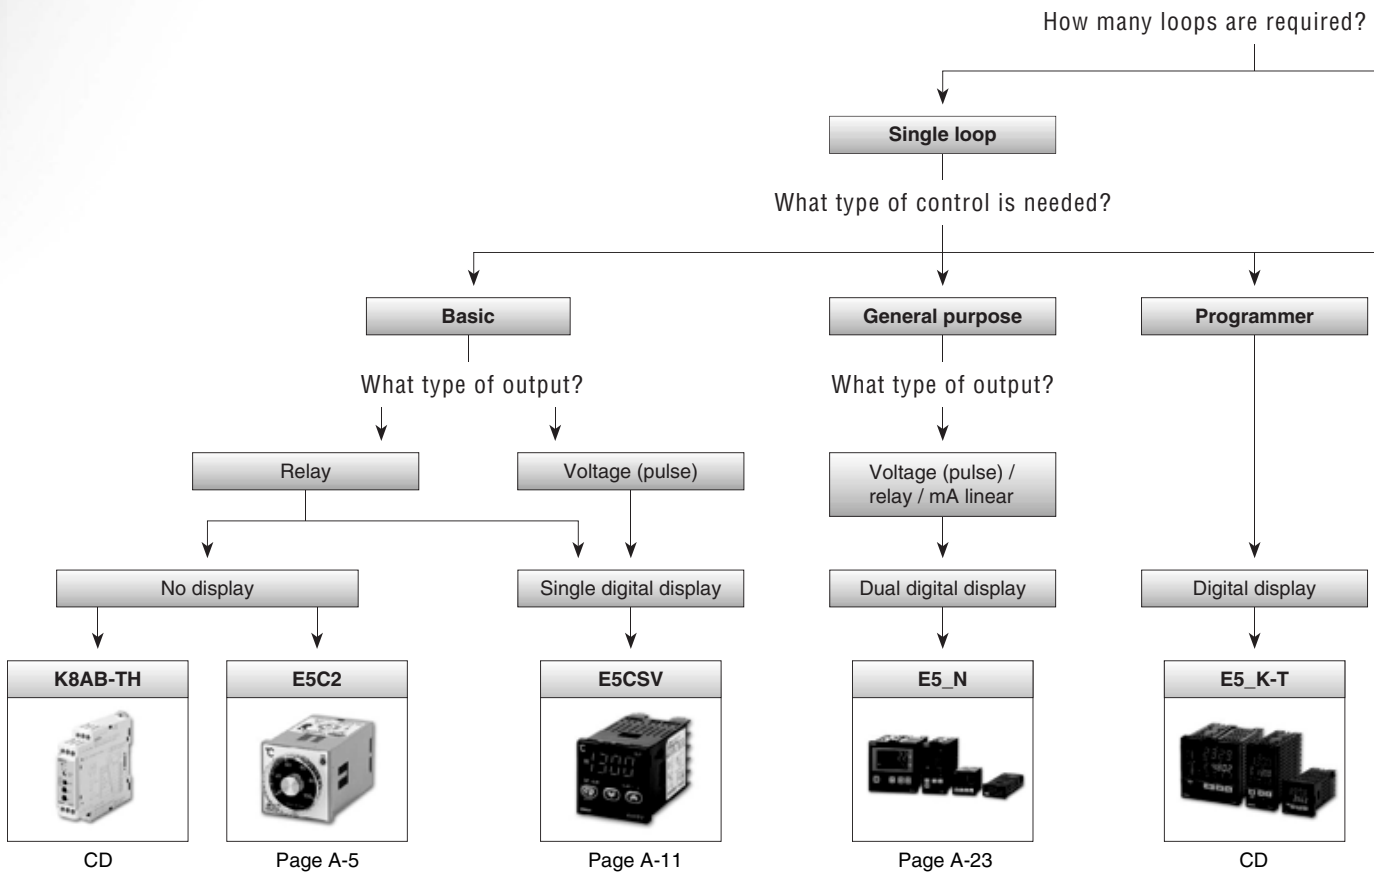 How many loops are required?
Single loop
What type of control is needed?
Basic
General purpose
Programmer
What type of output?
What type of output?
Relay
Voltage (pulse)
Voltage (pulse) /
relay / mA linear
No display
Single digital display
Dual digital display
Digital display
K8AB-TH
E5C2
E5CSV
E5_N
E5_K-T
CD
Page A-5
Page A-11
Page A-23
CD